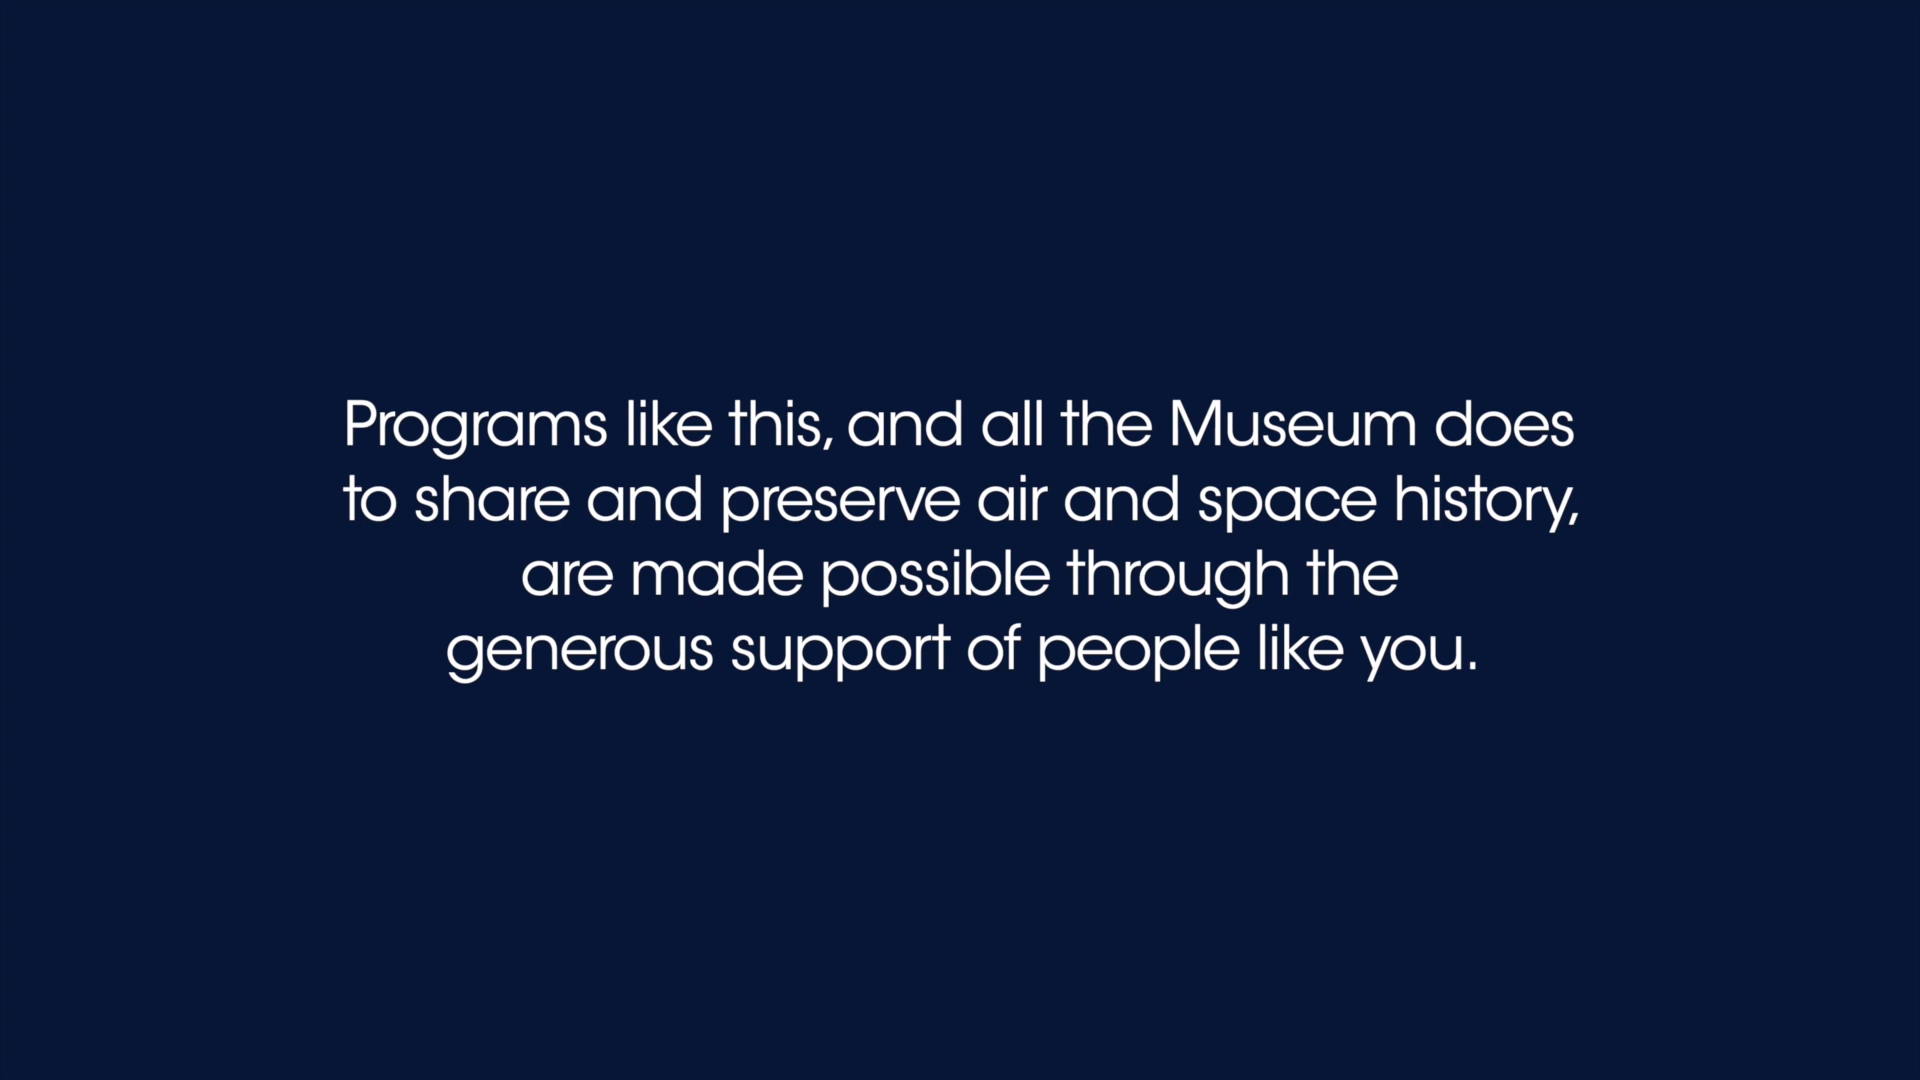 Programs like this, and all the Museum does
to share and preserve air and space history,
are made possible through the
generous support of people like you.